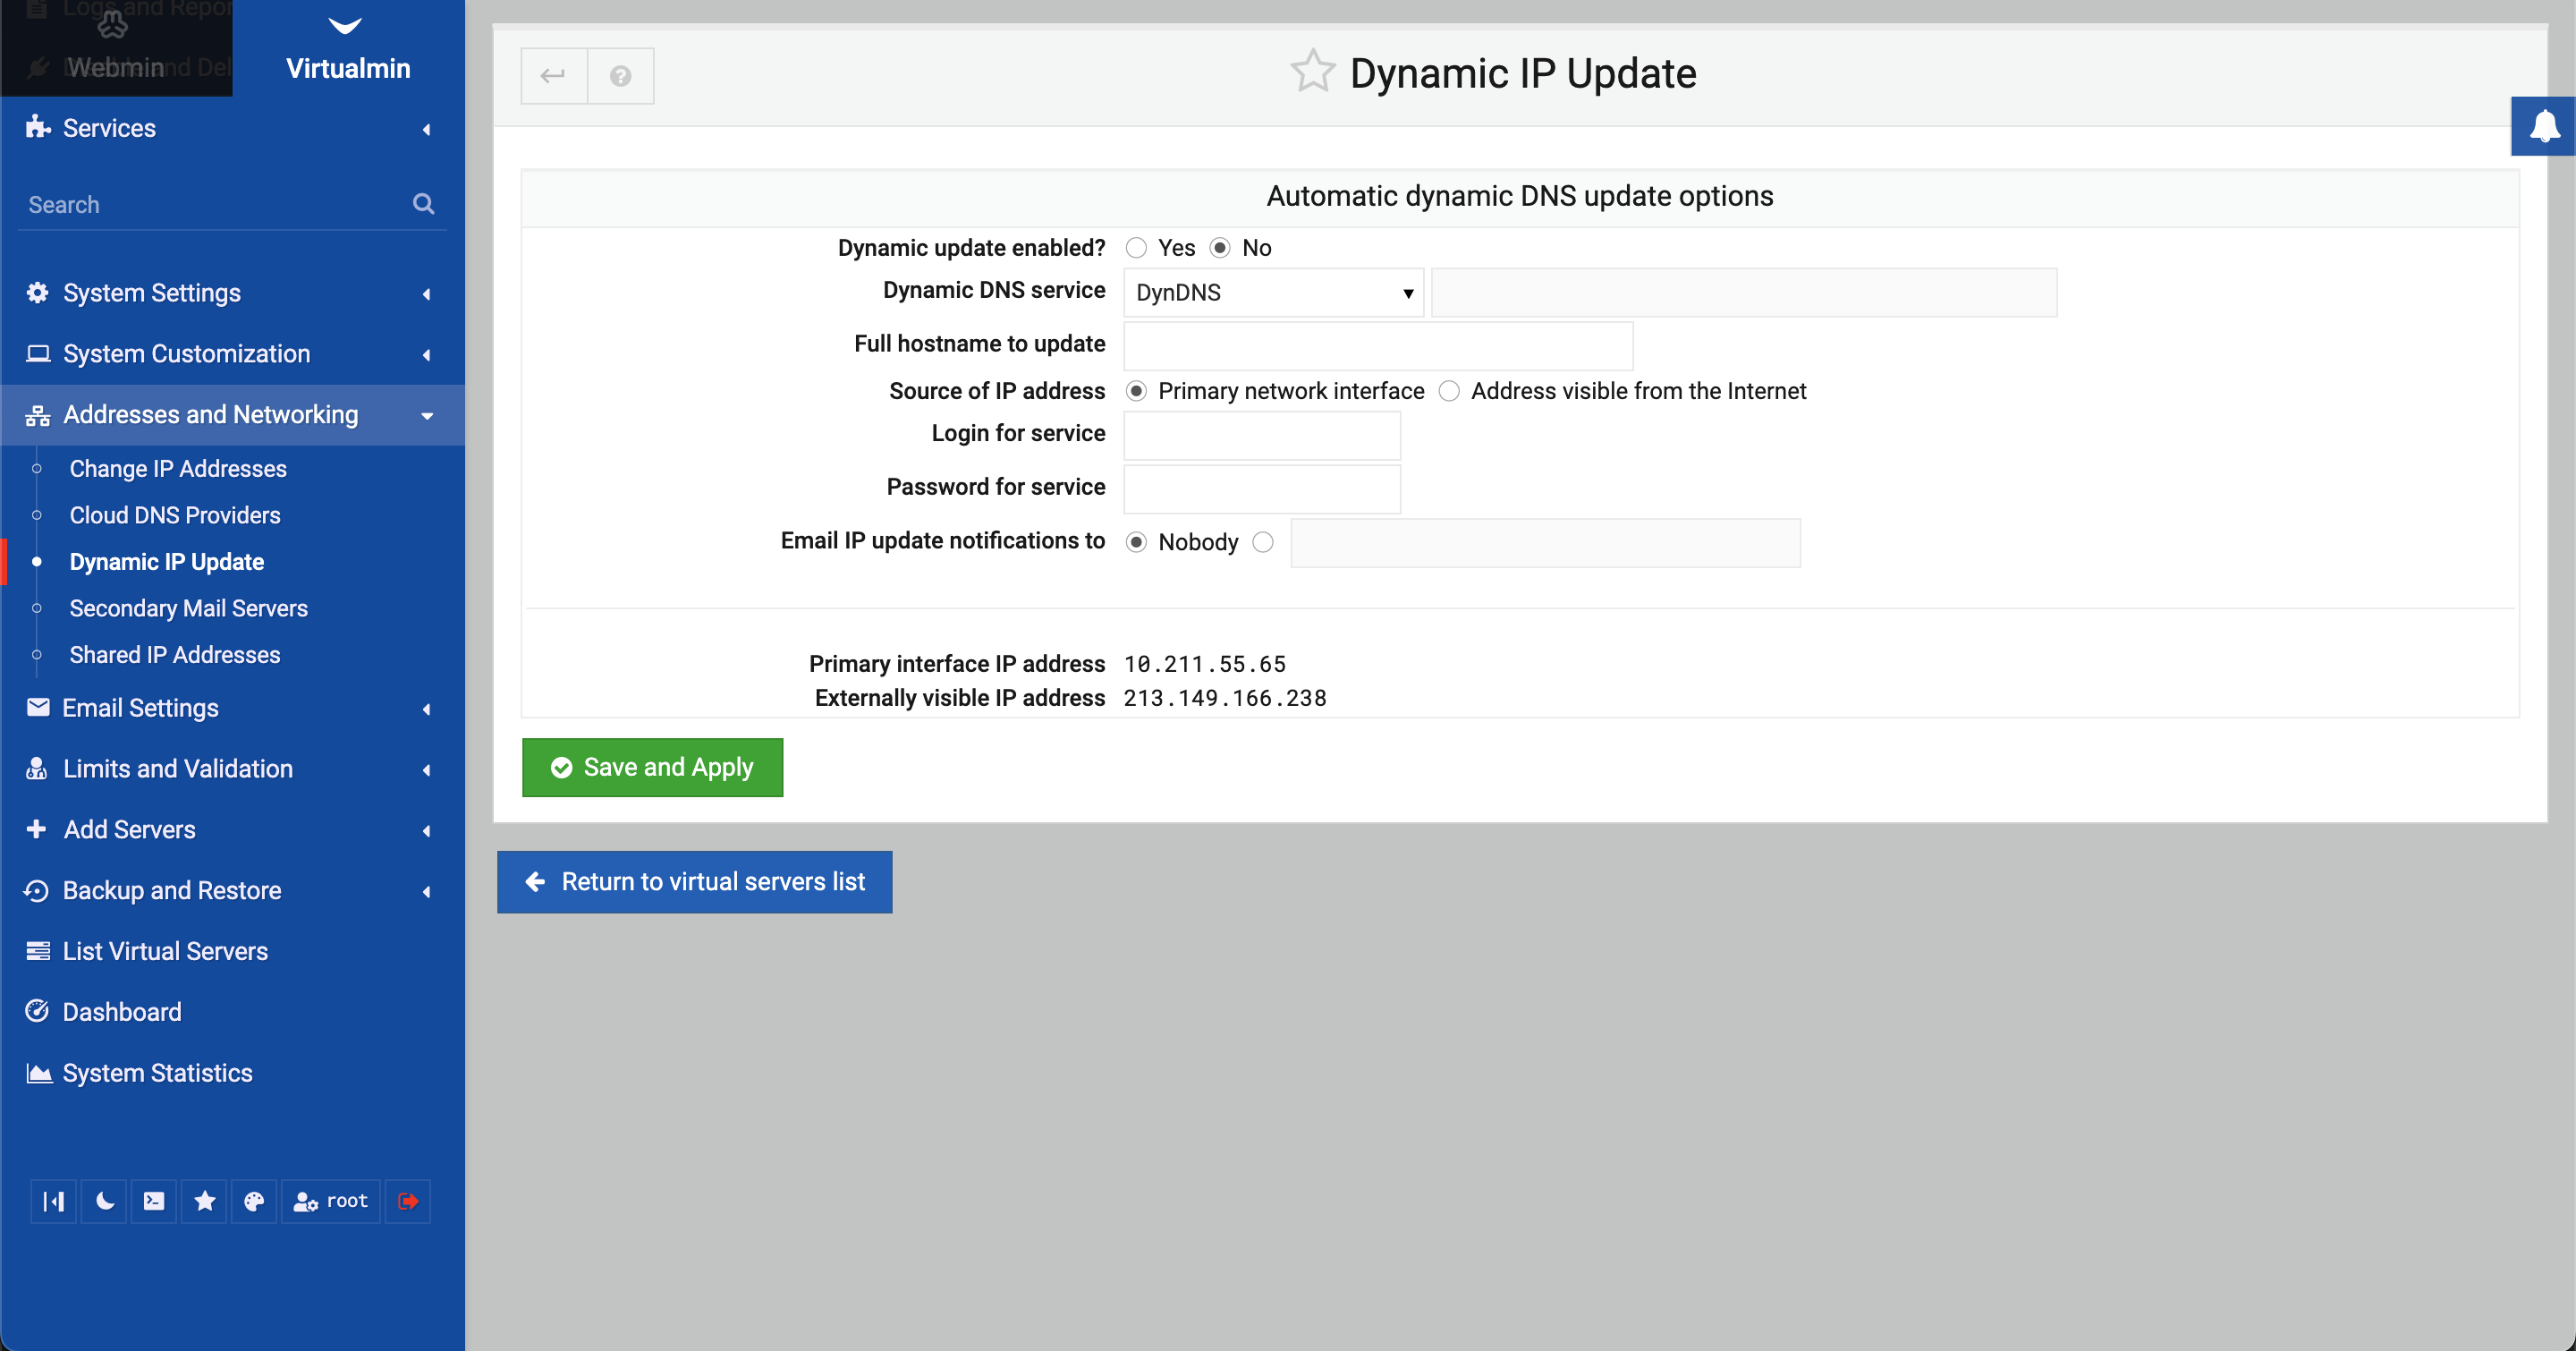 Logs and Repor
Webmin
Virtualmin
Services
Search
System Settings
System Customization
Addresses and Networking
Change IP Addresses
Cloud DNS Providers
Dynamic IP Update
Secondary Mail Servers
Shared IP Addresses
Email Settings
Limits and Validation
Add Servers
Backup and Restore
List Virtual Servers
Dashboard
System Statistics
root
Dynamic IP Update
Automatic dynamic DNS update options
Dynamic update enabled? Yes No
Dynamic DNS service DynDNS
Full hostname to update
Source of IP address Primary network interface Address visible from the Internet
Login for service
Password for service
Email IP update notifications to Nobody
Primary interface IP address 10.211.55.65
Externally visible IP address 213.149.166.238
Save and Apply
Return to virtual servers list